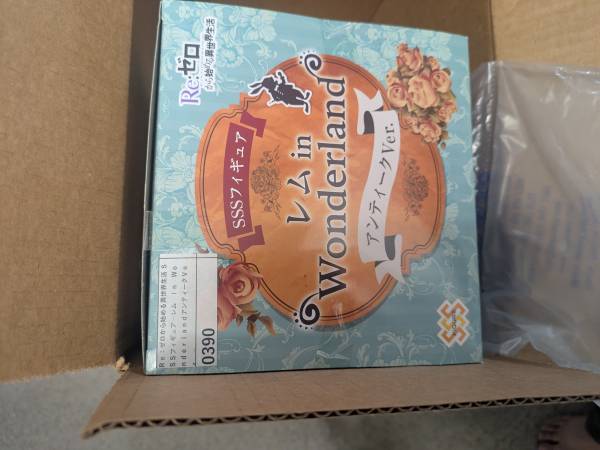 Re:ゼロ
から始める異世界生活
SSSフィギュア
レム in
Wonderland
アンティークVer.
SSS
Re:ゼロから始める異世界生活 S
SSフィギュア レム in Wo
nderlandアンティークVe
0390